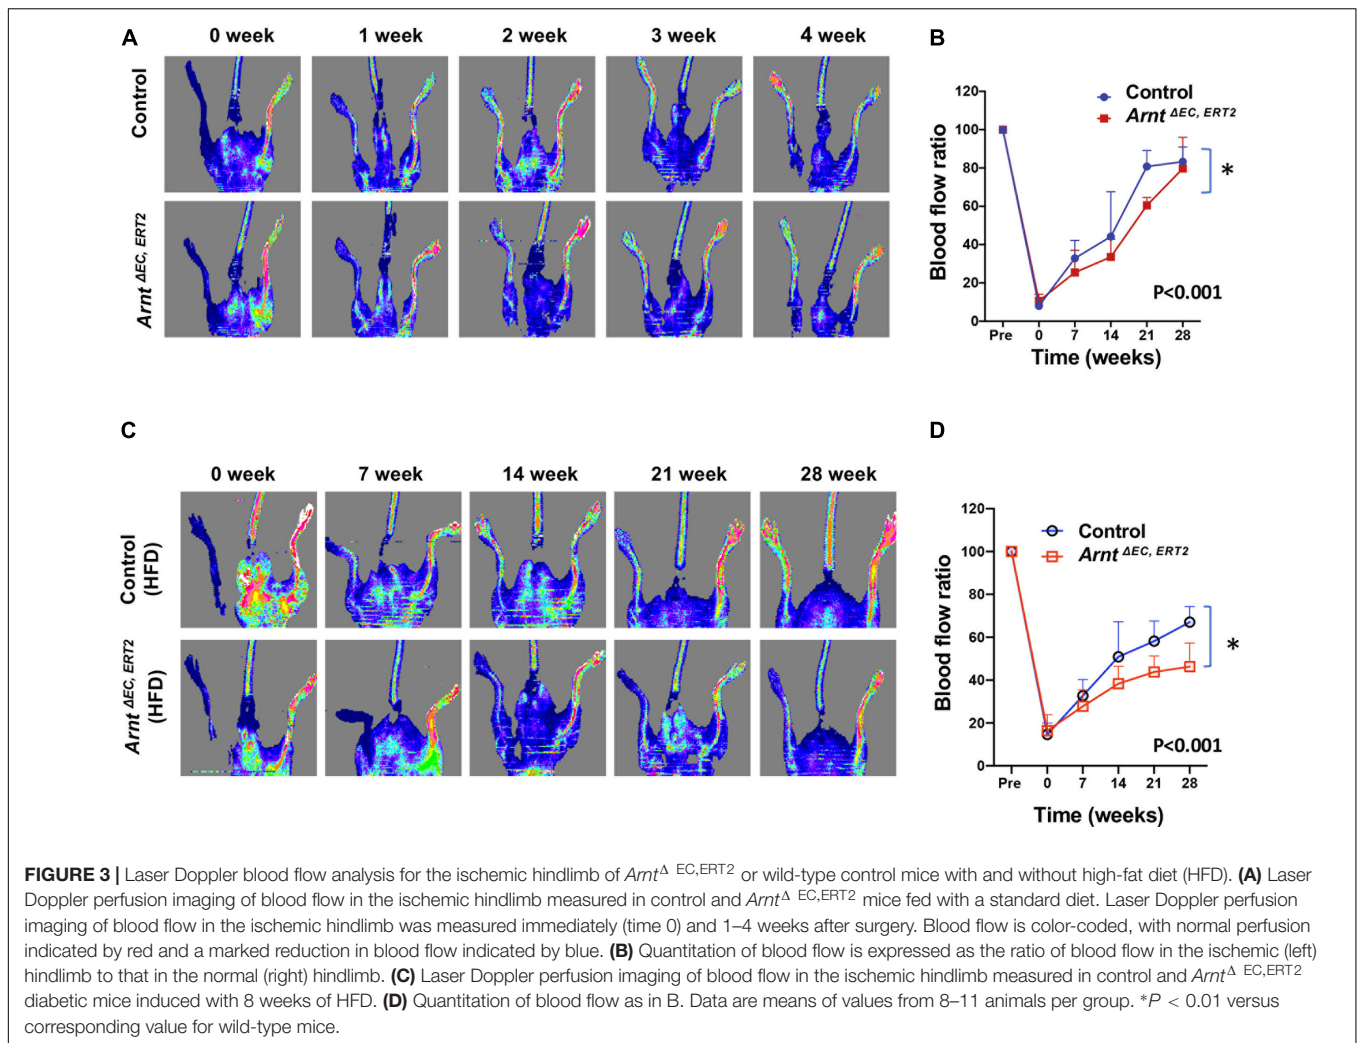 A
0 week 1 week 2 week 3 week 4 week
Control
Arnt ΔEC, ERT2
B
Control
Arnt ΔEC, ERT2
Blood flow ratio
120
100
80
60
40
20
0
*
P<0.001
Pre 0 7 14 21 28
Time (weeks)
C
0 week 7 week 14 week 21 week 28 week
Control
(HFD)
Arnt ΔEC, ERT2
(HFD)
D
Control
Arnt ΔEC, ERT2
Blood flow ratio
120
100
80
60
40
20
0
*
P<0.001
Pre 0 7 14 21 28
Time (weeks)
FIGURE 3 | Laser Doppler blood flow analysis for the ischemic hindlimb of ArntΔ EC,ERT2 or wild-type control mice with and without high-fat diet (HFD). (A) Laser
Doppler perfusion imaging of blood flow in the ischemic hindlimb measured in control and ArntΔ EC,ERT2 mice fed with a standard diet. Laser Doppler perfusion
imaging of blood flow in the ischemic hindlimb was measured immediately (time 0) and 1–4 weeks after surgery. Blood flow is color-coded, with normal perfusion
indicated by red and a marked reduction in blood flow indicated by blue. (B) Quantitation of blood flow is expressed as the ratio of blood flow in the ischemic (left)
hindlimb to that in the normal (right) hindlimb. (C) Laser Doppler perfusion imaging of blood flow in the ischemic hindlimb measured in control and ArntΔ EC,ERT2
diabetic mice induced with 8 weeks of HFD. (D) Quantitation of blood flow as in B. Data are means of values from 8–11 animals per group. *P < 0.01 versus
corresponding value for wild-type mice.